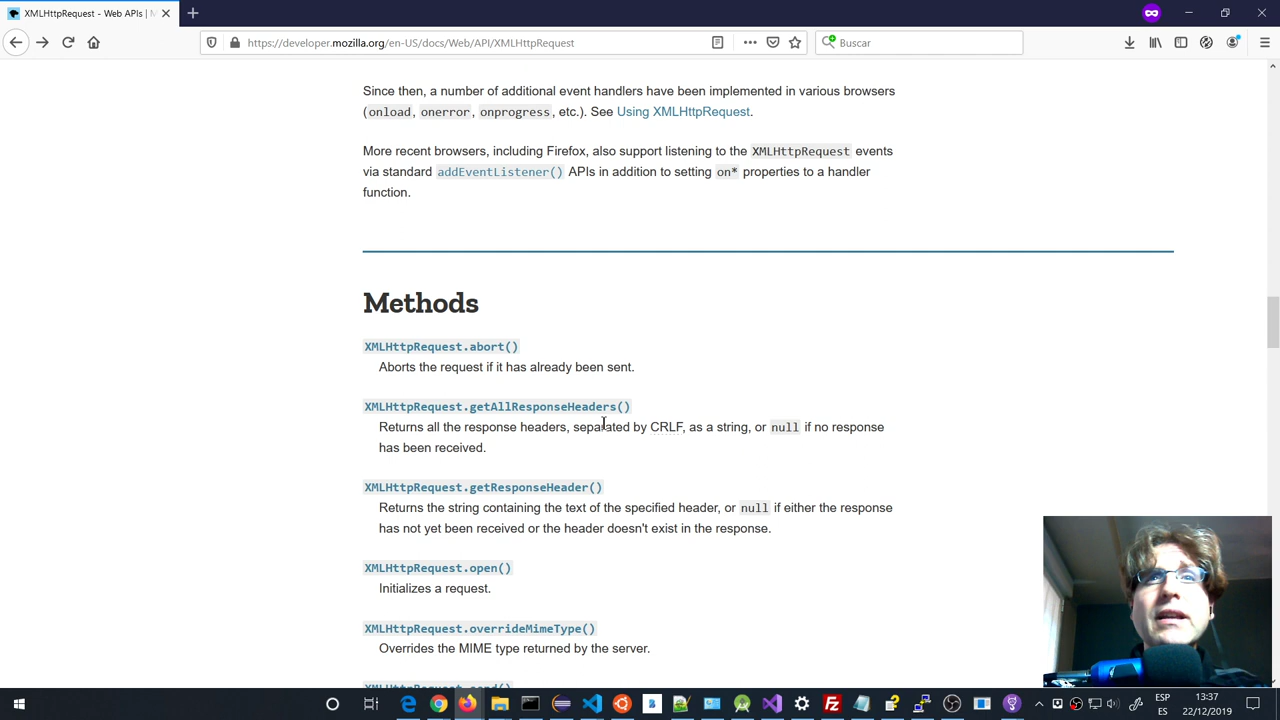 XMLHttpRequest - Web APIs | M
https://developer.mozilla.org/en-US/docs/Web/API/XMLHttpRequest
Buscar
Since then, a number of additional event handlers have been implemented in various browsers
(onload, onerror, onprogress, etc.). See Using XMLHttpRequest.
More recent browsers, including Firefox, also support listening to the XMLHttpRequest events
via standard addEventListener() APIs in addition to setting on* properties to a handler
function.
Methods
XMLHttpRequest.abort()
Aborts the request if it has already been sent.
XMLHttpRequest.getAllResponseHeaders()
Returns all the response headers, separated by CRLF, as a string, or null if no response
has been received.
XMLHttpRequest.getResponseHeader()
Returns the string containing the text of the specified header, or null if either the response
has not yet been received or the header doesn't exist in the response.
XMLHttpRequest.open()
Initializes a request.
XMLHttpRequest.overrideMimeType()
Overrides the MIME type returned by the server.
ESP
ES
13:37
22/12/2019